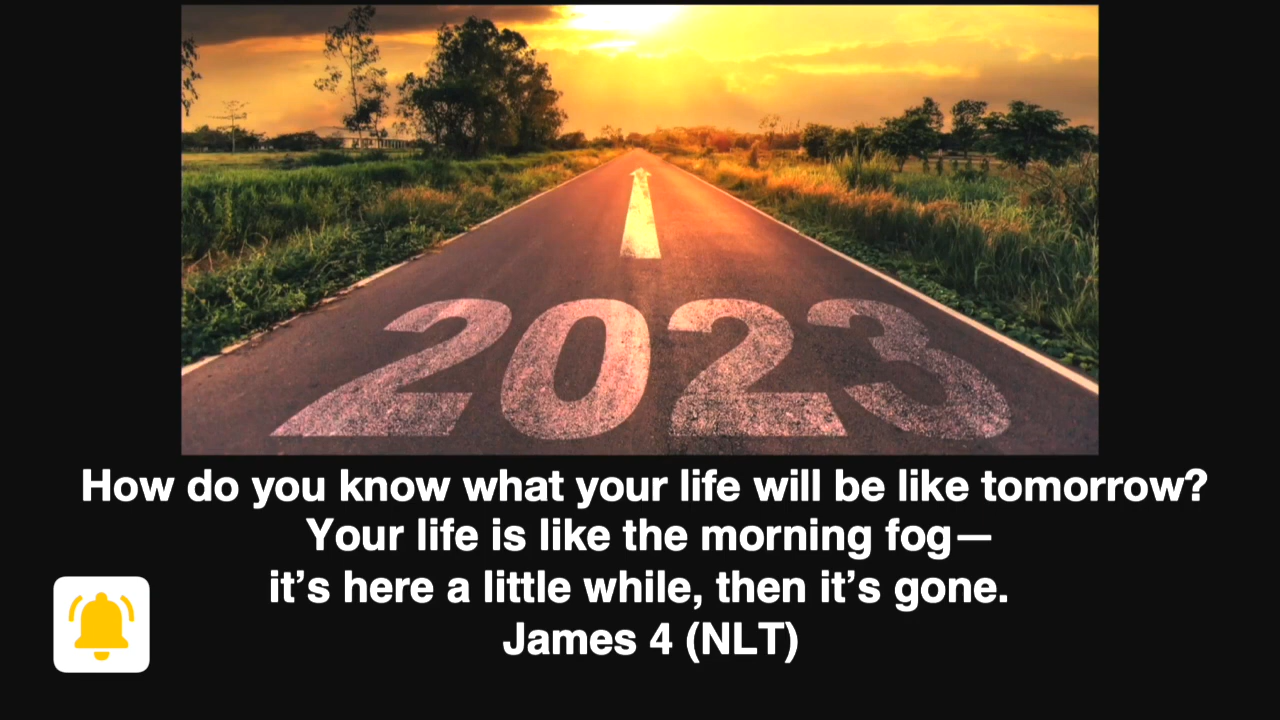 2023
How do you know what your life will be like tomorrow?
Your life is like the morning fog—
it’s here a little while, then it’s gone.
James 4 (NLT)